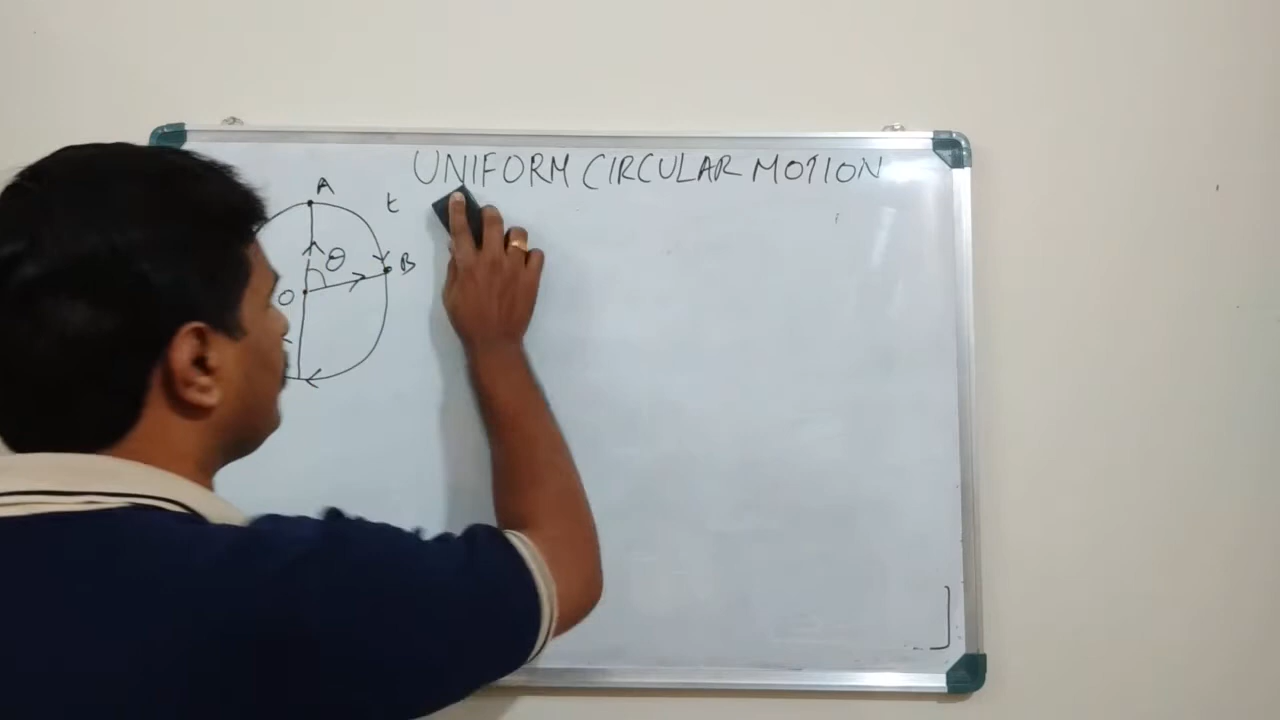 UNIFORM CIRCULAR MOTION
A
t
θ
B
O